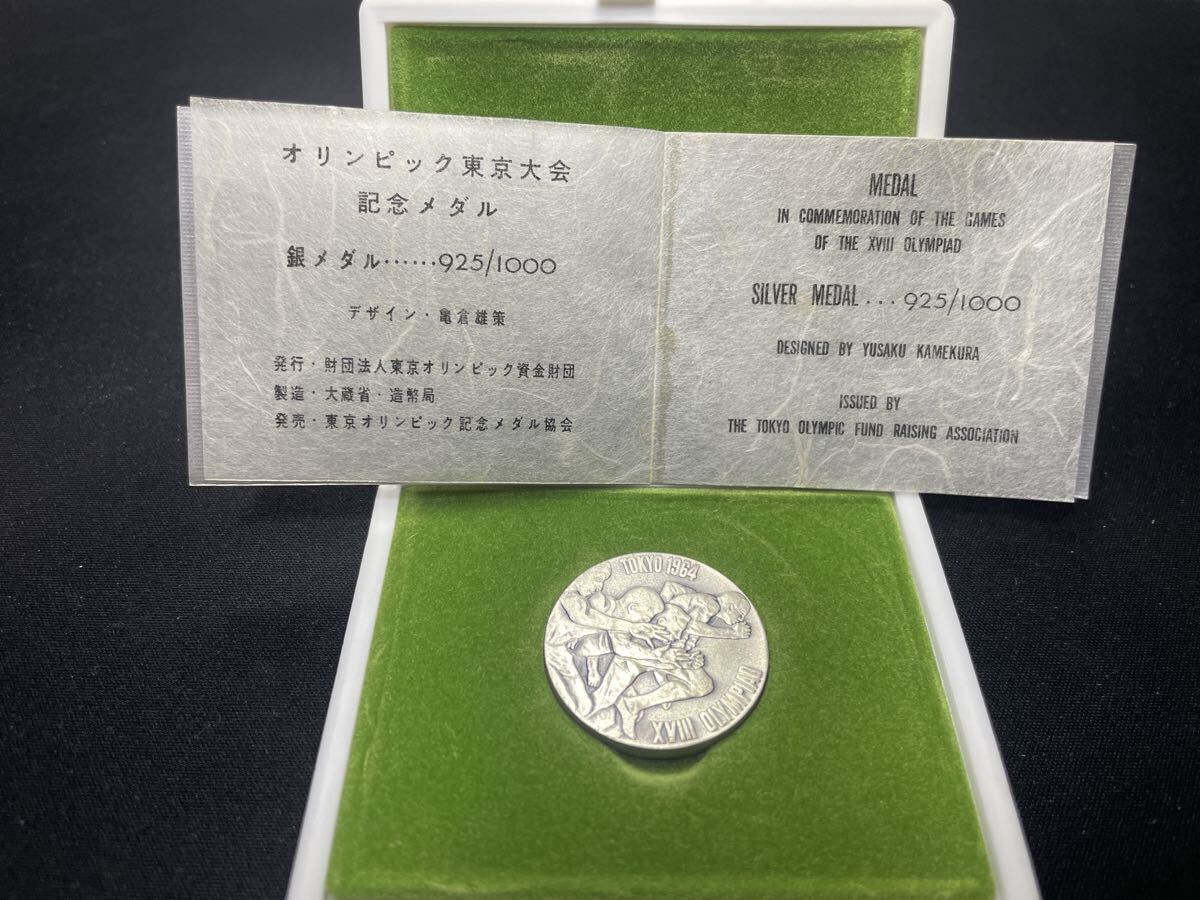 オリンピック東京大会
記念メダル
銀メダル‥‥‥925/1000
デザイン・亀倉雄策
発行・財団法人東京オリンピック資金財団
製造・大蔵省・造幣局
発売・東京オリンピック記念メダル協会
MEDAL
IN COMMEMORATION OF THE GAMES
OF THE XVIII OLYMPIAD
SILVER MEDAL...925/1000
DESIGNED BY YUSAKU KAMEKURA
ISSUED BY
THE TOKYO OLYMPIC FUND RAISING ASSOCIATION
TOKYO 1964
XVIII OLYMPIAD